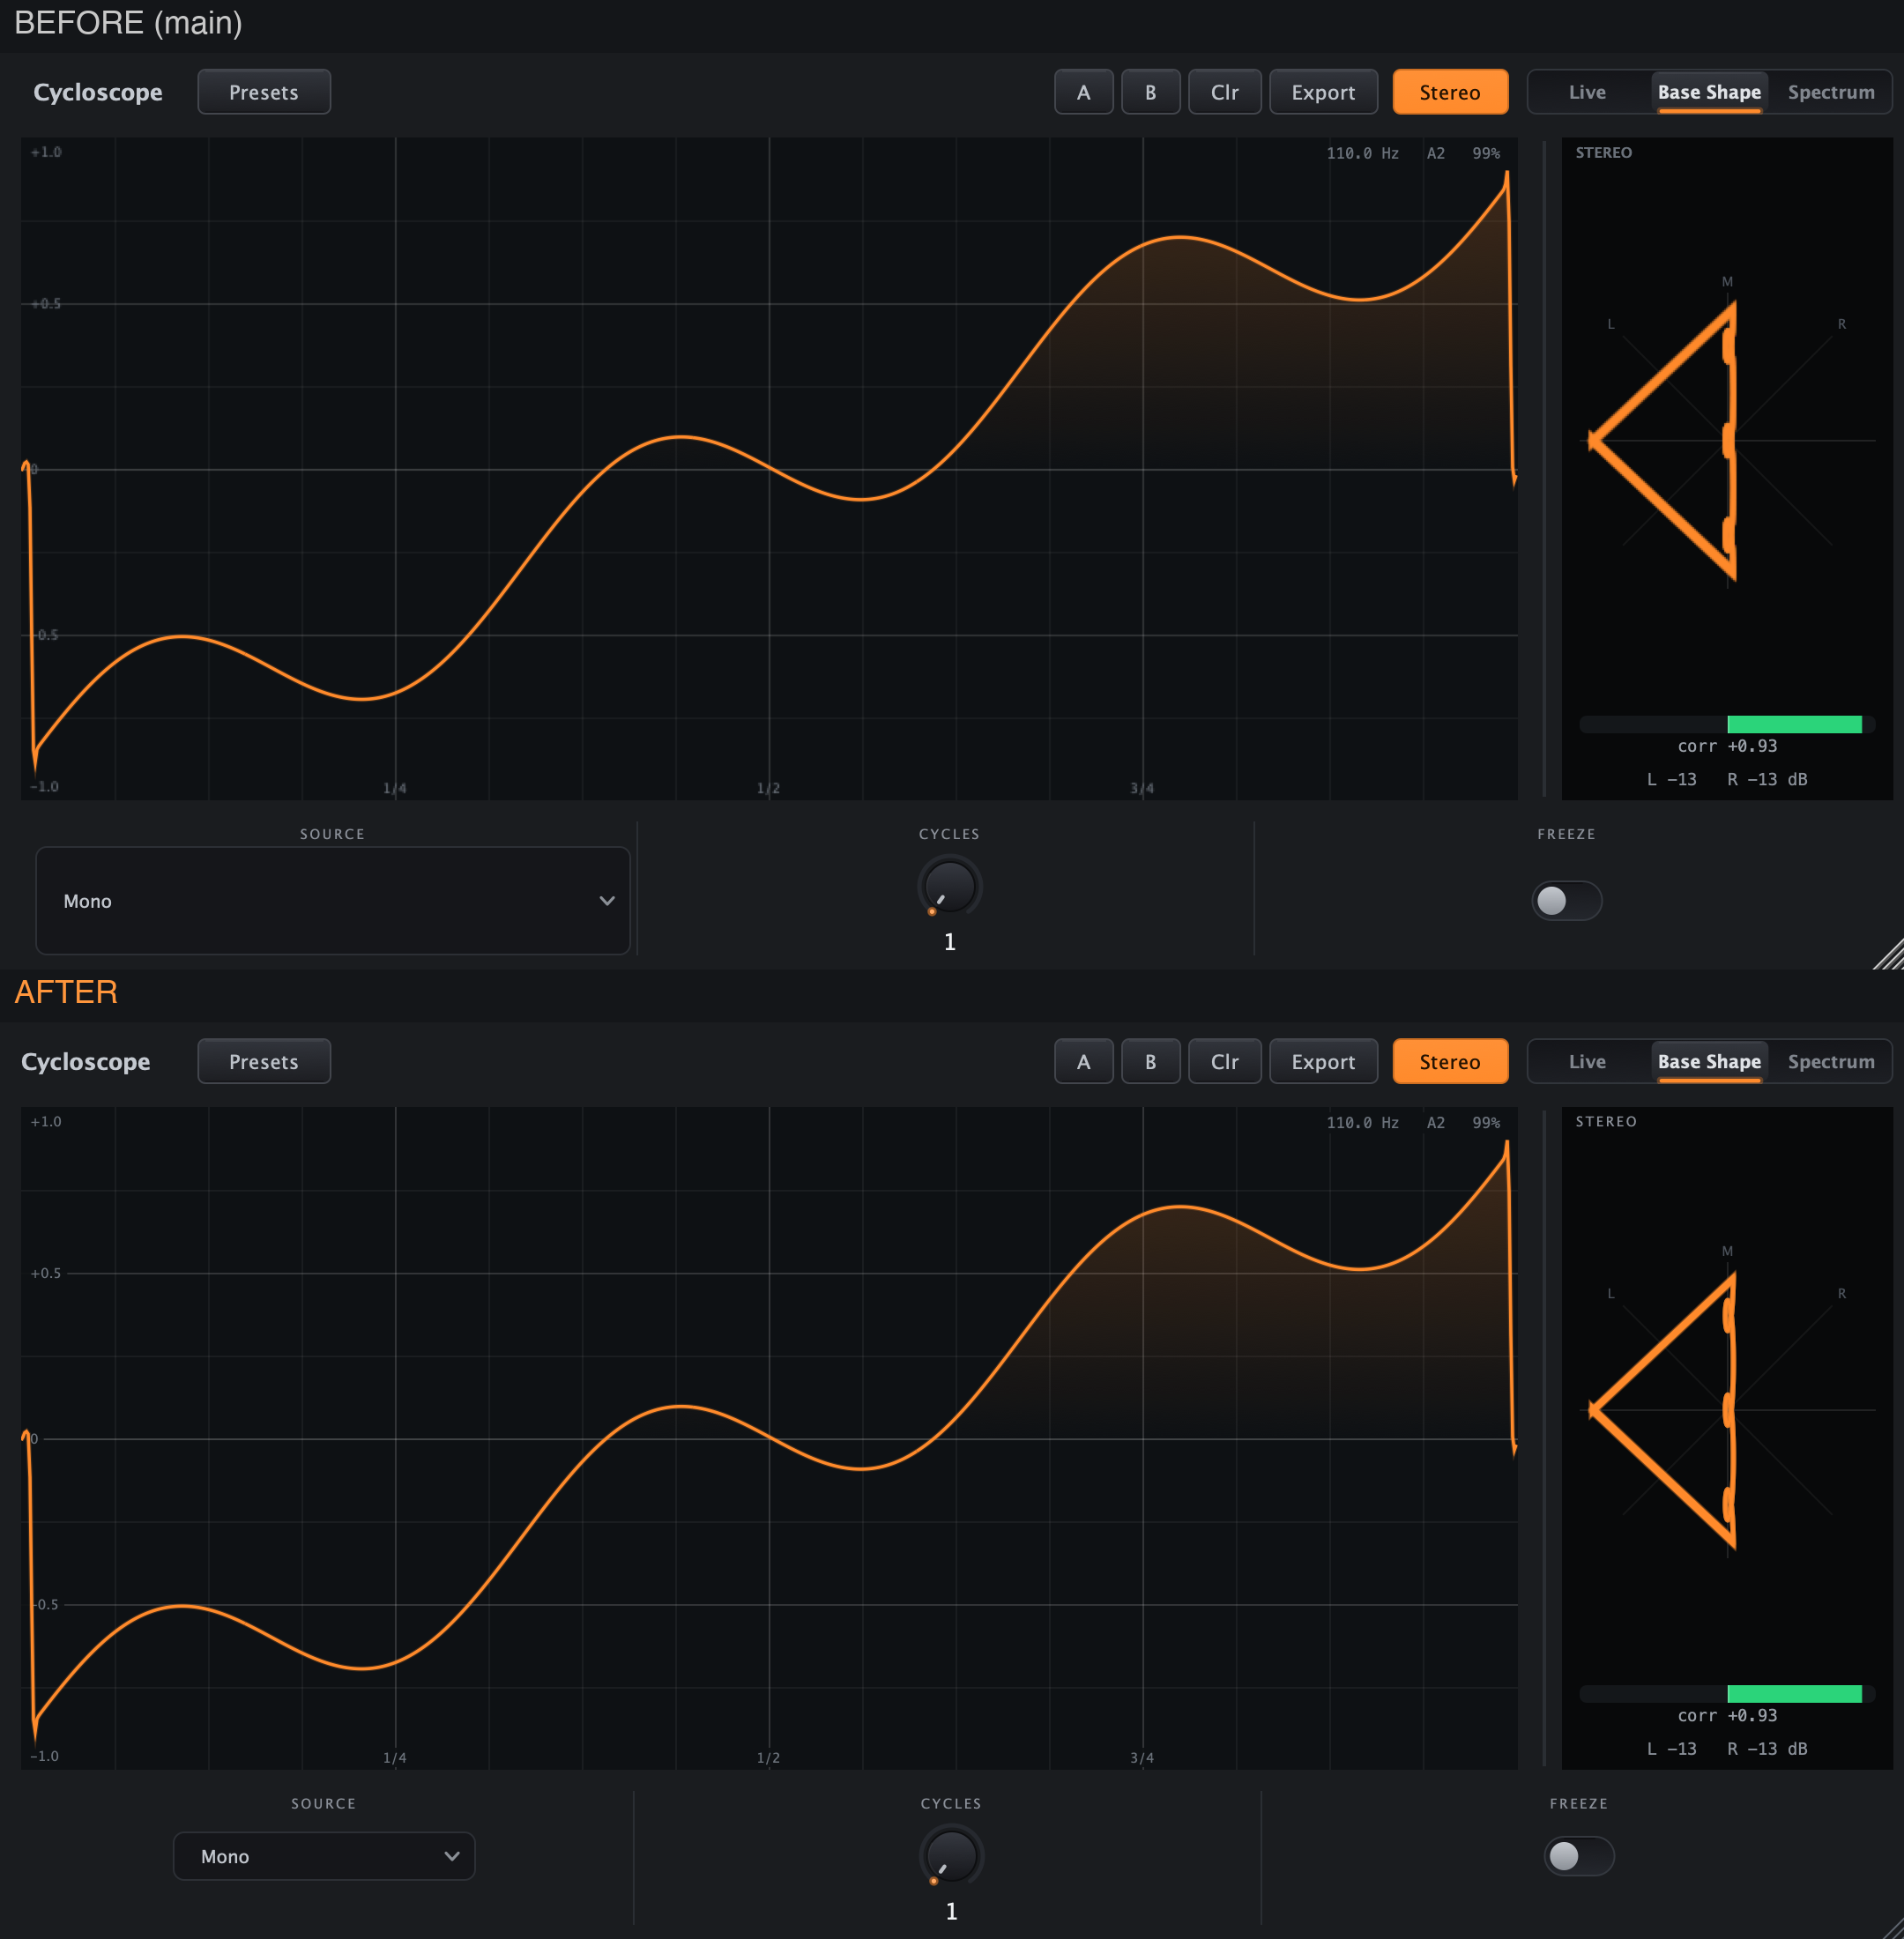 BEFORE (main)
Cycloscope Presets A B Clr Export Stereo Live Base Shape Spectrum
+1.0 110.0 Hz A2 99% STEREO
M
L R
+0.5
0
-0.5
corr +0.93
L −13 R −13 dB
−1.0 1/4 1/2 3/4
SOURCE CYCLES FREEZE
Mono
1
AFTER
Cycloscope Presets A B Clr Export Stereo Live Base Shape Spectrum
+1.0 110.0 Hz A2 99% STEREO
M
L R
+0.5
0
-0.5
corr +0.93
L −13 R −13 dB
−1.0 1/4 1/2 3/4
SOURCE CYCLES FREEZE
Mono
1